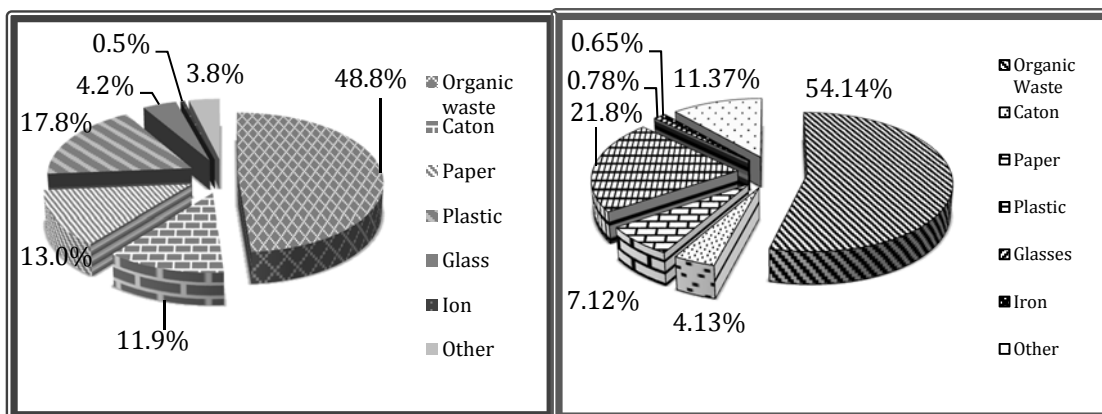 0.5%
3.8%
4.2%
48.8%
17.8%
13.0%
11.9%
Organic
waste
Caton
Paper
Plastic
Glass
Ion
Other
0.65%
11.37%
54.14%
0.78%
21.8%
7.12%
4.13%
Organic
Waste
Caton
Paper
Plastic
Glasses
Iron
Other